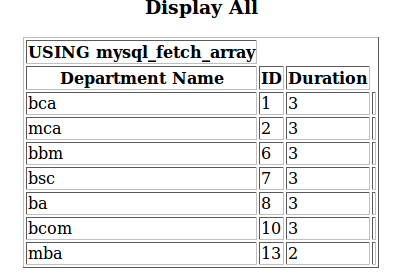 Display All
USING mysql_fetch_array
Department Name ID Duration
bca 1 3
mca 2 3
bbm 6 3
bsc 7 3
ba 8 3
bcom 10 3
mba 13 2